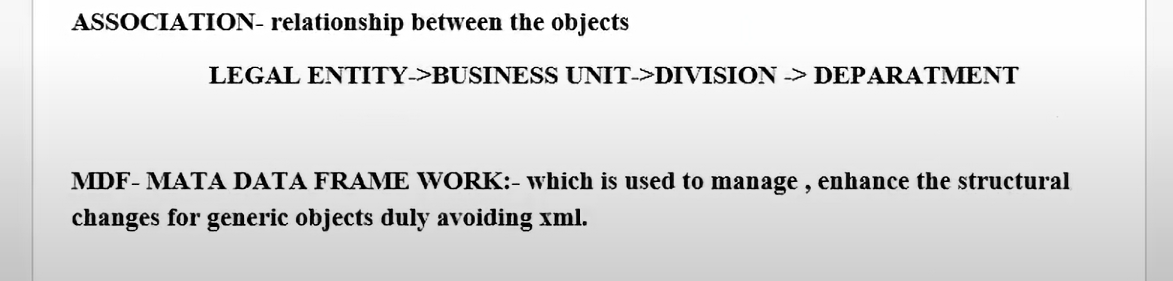 ASSOCIATION- relationship between the objects
LEGAL ENTITY->BUSINESS UNIT->DIVISION -> DEPARATMENT
MDF- MATA DATA FRAME WORK:- which is used to manage , enhance the structural
changes for generic objects duly avoiding xml.